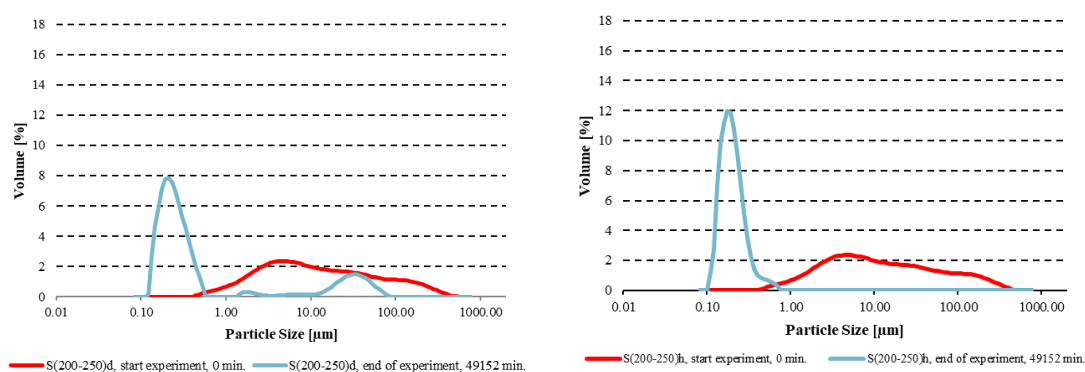 18
16
14
12
10
8
6
4
2
0
Volume [%]
0.01 0.10 1.00 10.00 100.00 1000.00
Particle Size [µm]
S(200-250)d, start experiment, 0 min. S(200-250)d, end of experiment, 49152 min.
18
16
14
12
10
8
6
4
2
0
Volume [%]
0.01 0.10 1.00 10.00 100.00 1000.00
Particle Size [µm]
S(200-250)h, start experiment, 0 min. S(200-250)h, end of experiment, 49152 min.